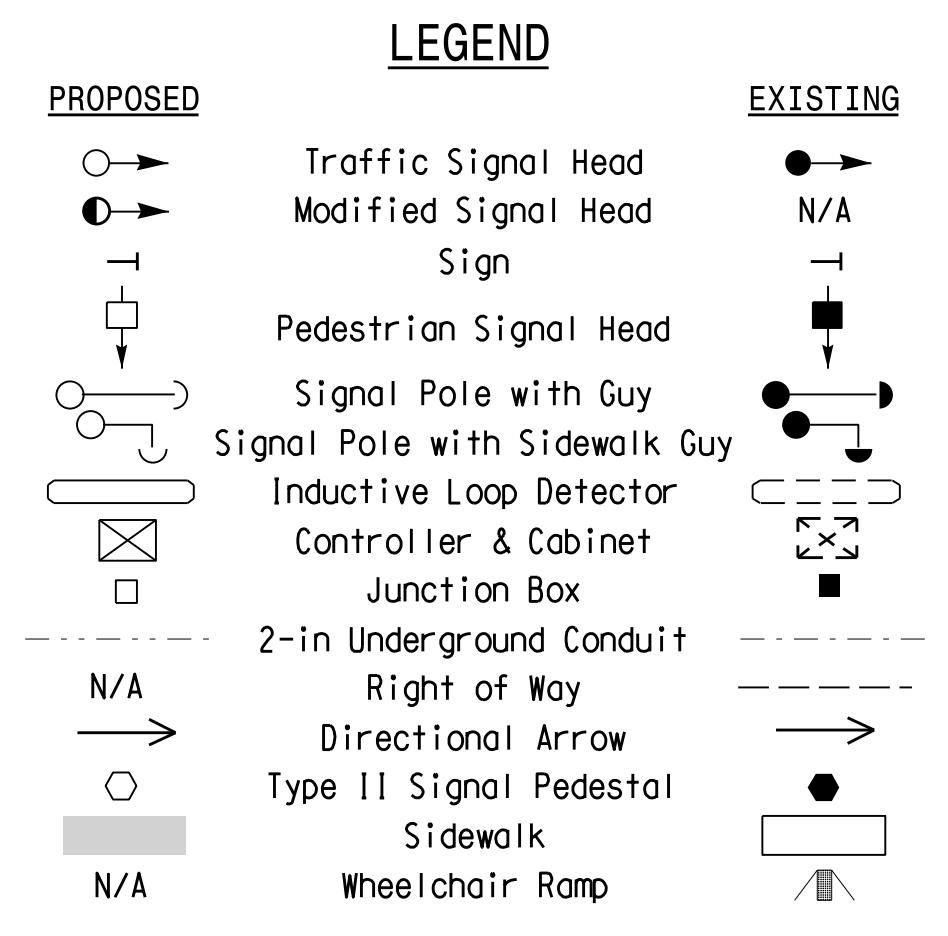 LEGEND
PROPOSED EXISTING
Traffic Signal Head
Modified Signal Head N/A
Sign
Pedestrian Signal Head
Signal Pole with Guy
Signal Pole with Sidewalk Guy
Inductive Loop Detector
Controller & Cabinet
Junction Box
2-in Underground Conduit
N/A Right of Way
Directional Arrow
Type II Signal Pedestal
Sidewalk
N/A Wheelchair Ramp